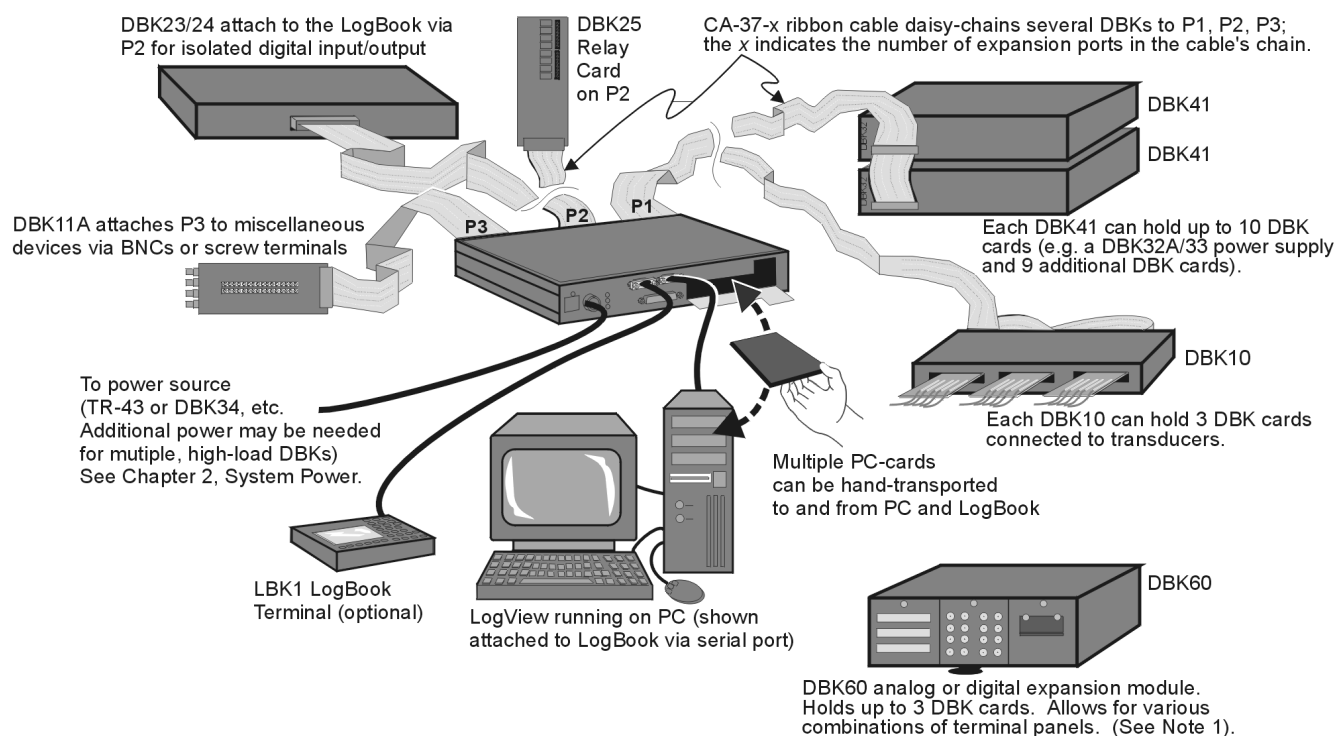 DBK23/24 attach to the LogBook via
P2 for isolated digital input/output
DBK25
Relay
Card
on P2
CA-37-x ribbon cable daisy-chains several DBKs to P1, P2, P3;
the x indicates the number of expansion ports in the cable's chain.
DBK41
DBK41
Each DBK41 can hold up to 10 DBK
cards (e.g. a DBK32A/33 power supply
and 9 additional DBK cards).
DBK11A attaches P3 to miscellaneous
devices via BNCs or screw terminals
P3
P2
P1
DBK10
Each DBK10 can hold 3 DBK cards
connected to transducers.
To power source
(TR-43 or DBK34, etc.
Additional power may be needed
for mutiple, high-load DBKs)
See Chapter 2, System Power.
Multiple PC-cards
can be hand-transported
to and from PC and LogBook
LBK1 LogBook
Terminal (optional)
LogView running on PC (shown
attached to LogBook via serial port)
DBK60
DBK60 analog or digital expansion module.
Holds up to 3 DBK cards.  Allows for various
combinations of terminal panels.  (See Note 1).